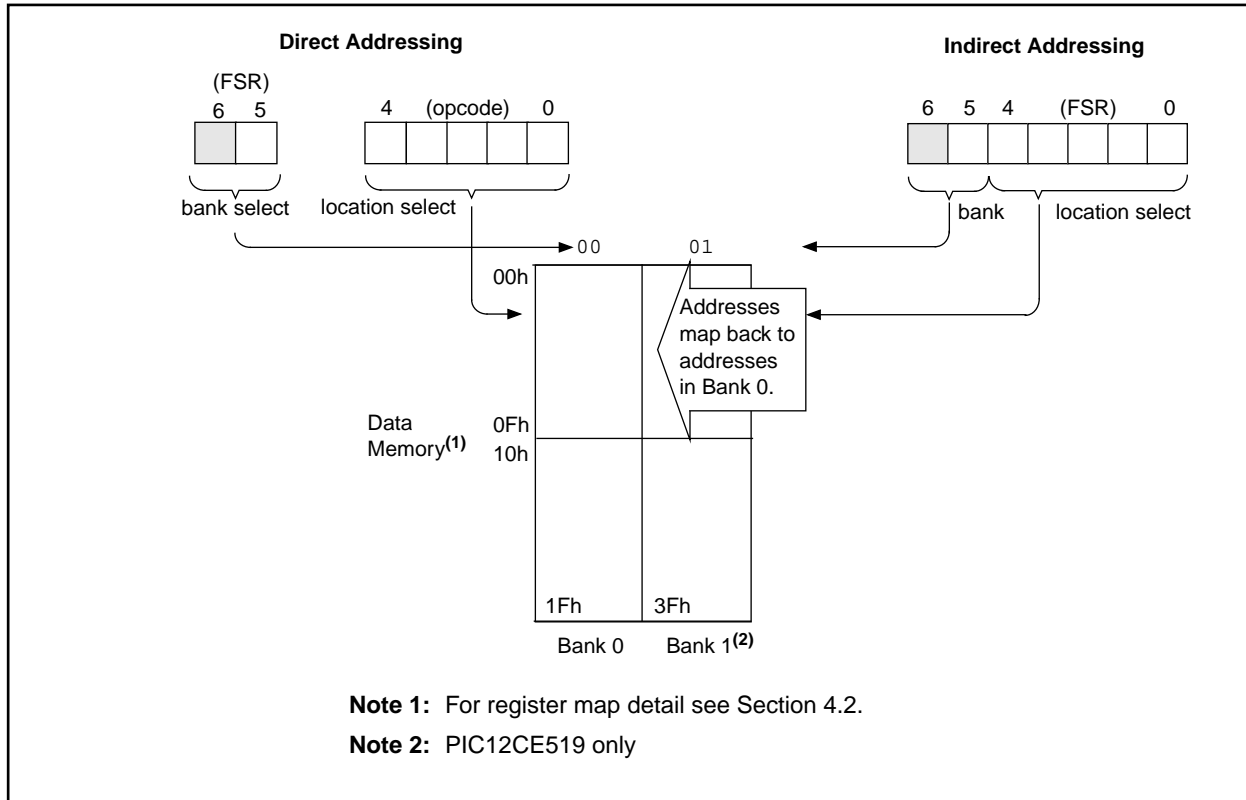 Direct Addressing
Indirect Addressing
(FSR)
6 5
4 (opcode) 0
6 5 4 (FSR) 0
bank select
location select
bank
location select
00
01
00h
Addresses
map back to
addresses
in Bank 0.
Data
Memory(1)
0Fh
10h
1Fh
3Fh
Bank 0
Bank 1(2)
Note 1: For register map detail see Section 4.2.
Note 2: PIC12CE519 only